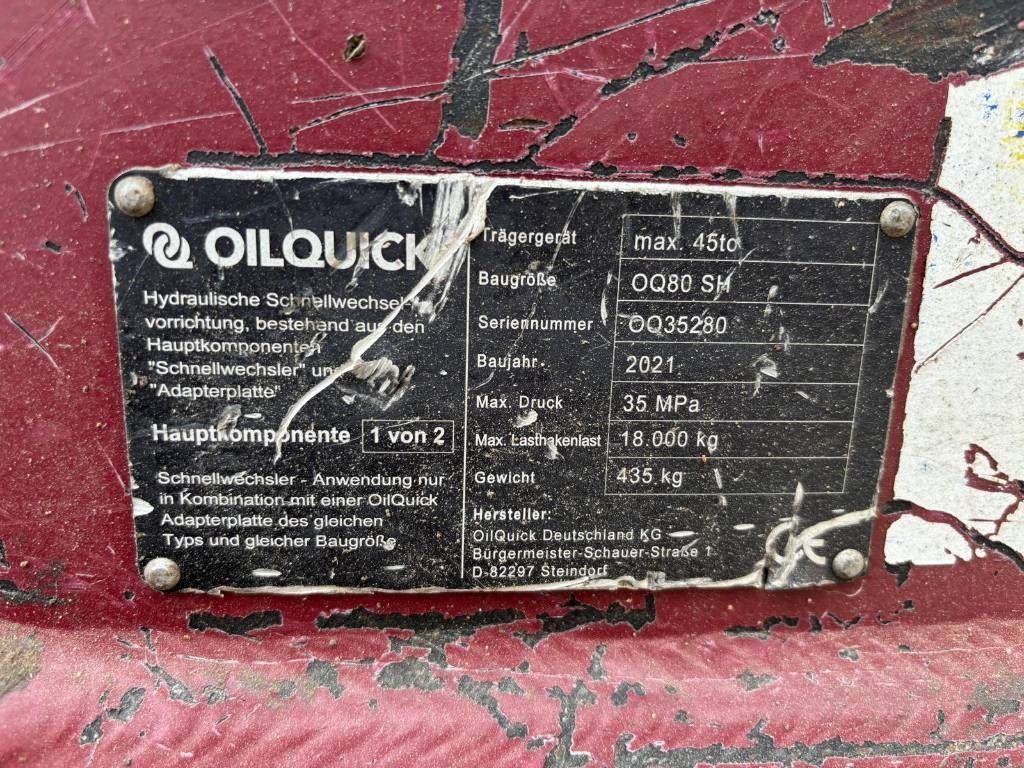 OILQUICK
Hydraulische Schnellwechsel-
vorrichtung, bestehend aus den
Hauptkomponenten
"Schnellwechsler" und
"Adapterplatte"
Hauptkomponente 1 von 2
Schnellwechsler - Anwendung nur
in Kombination mit einer OilQuick
Adapterplatte des gleichen
Typs und gleicher Baugröße
Trägergerät max. 45to
Baugröße OQ80 SH
Seriennummer OQ35280
Baujahr 2021
Max. Druck 35 MPa
Max. Lasthakenlast 18.000 kg
Gewicht 435 kg
Hersteller:
OilQuick Deutschland KG
Bürgermeister-Schauer-Straße 1
D-82297 Steindorf
CE